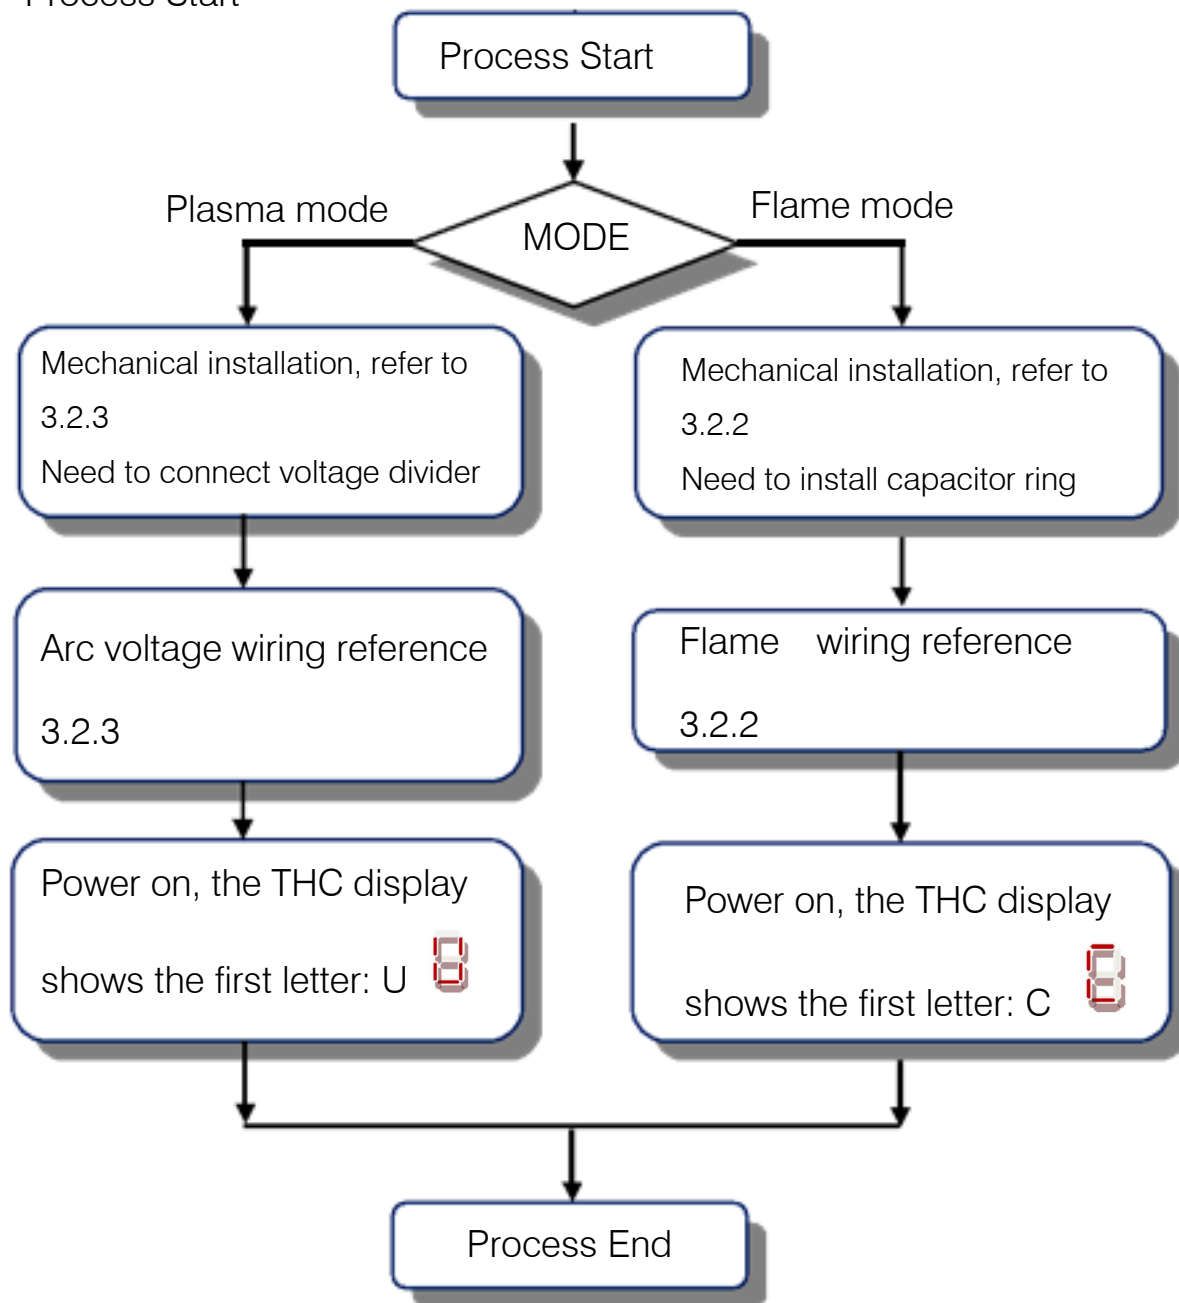 Process Start
Process Start
MODE
Plasma mode
Flame mode
Mechanical installation, refer to
3.2.3
Need to connect voltage divider
Mechanical installation, refer to
3.2.2
Need to install capacitor ring
Arc voltage wiring reference
3.2.3
Flame wiring reference
3.2.2
Power on, the THC display
shows the first letter: U
Power on, the THC display
shows the first letter: C
Process End